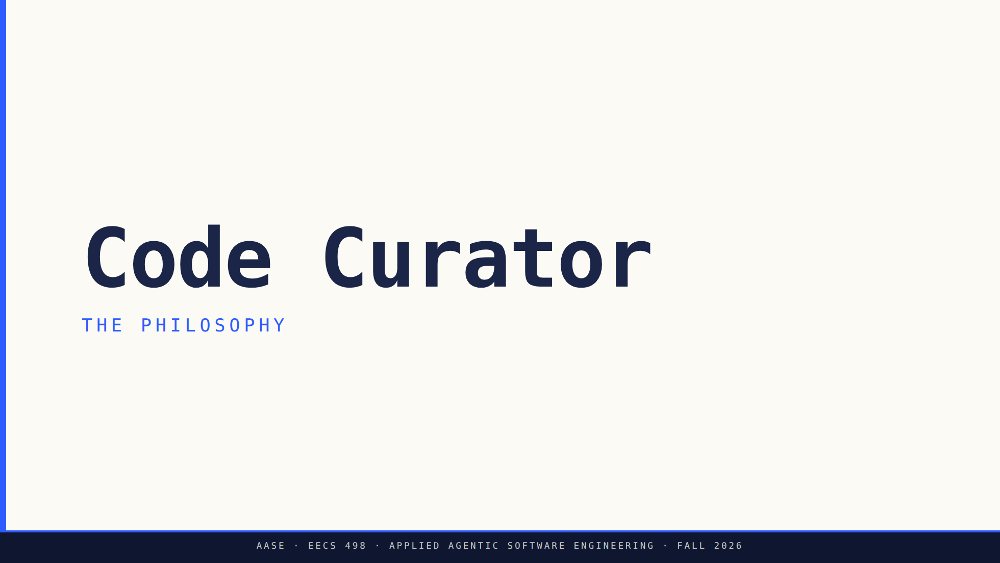 Code Curator
THE PHILOSOPHY
AASE · EECS 498 · APPLIED AGENTIC SOFTWARE ENGINEERING · FALL 2026